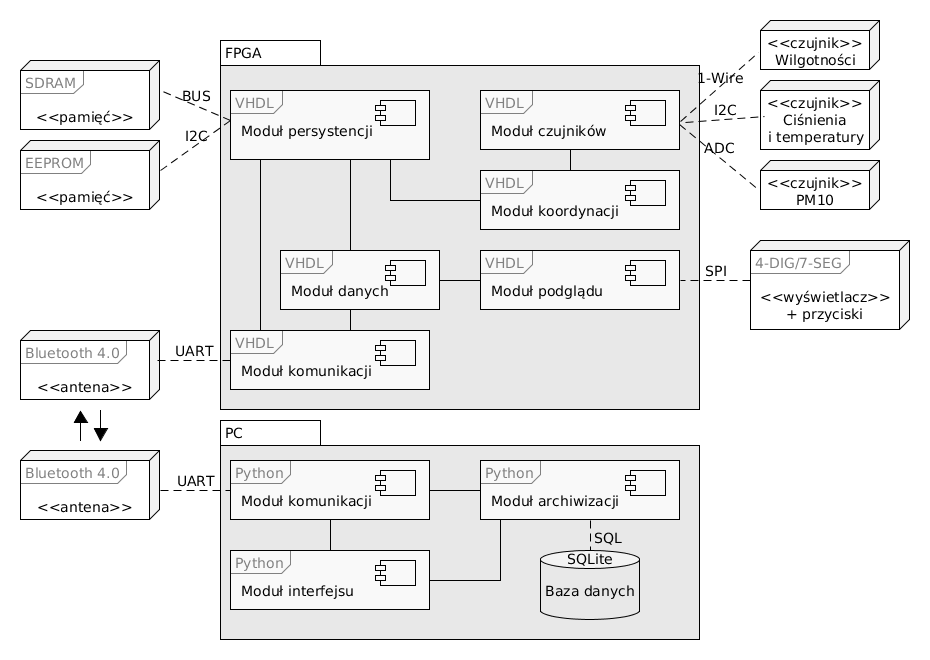 FPGA
SDRAM
<<pamięć>>
BUS
EEPROM
<<pamięć>>
I2C
VHDL
Moduł persystencji
VHDL
Moduł czujników
1-Wire
I2C
ADC
<<czujnik>>
Wilgotności
<<czujnik>>
Ciśnienia
i temperatury
<<czujnik>>
PM10
VHDL
Moduł koordynacji
VHDL
Moduł danych
VHDL
Moduł podglądu
SPI
4-DIG/7-SEG
<<wyświetlacz>>
+ przyciski
Bluetooth 4.0
<<antena>>
UART
VHDL
Moduł komunikacji
PC
Bluetooth 4.0
<<antena>>
UART
Python
Moduł komunikacji
Python
Moduł archiwizacji
Python
Moduł interfejsu
SQL
SQLite
Baza danych